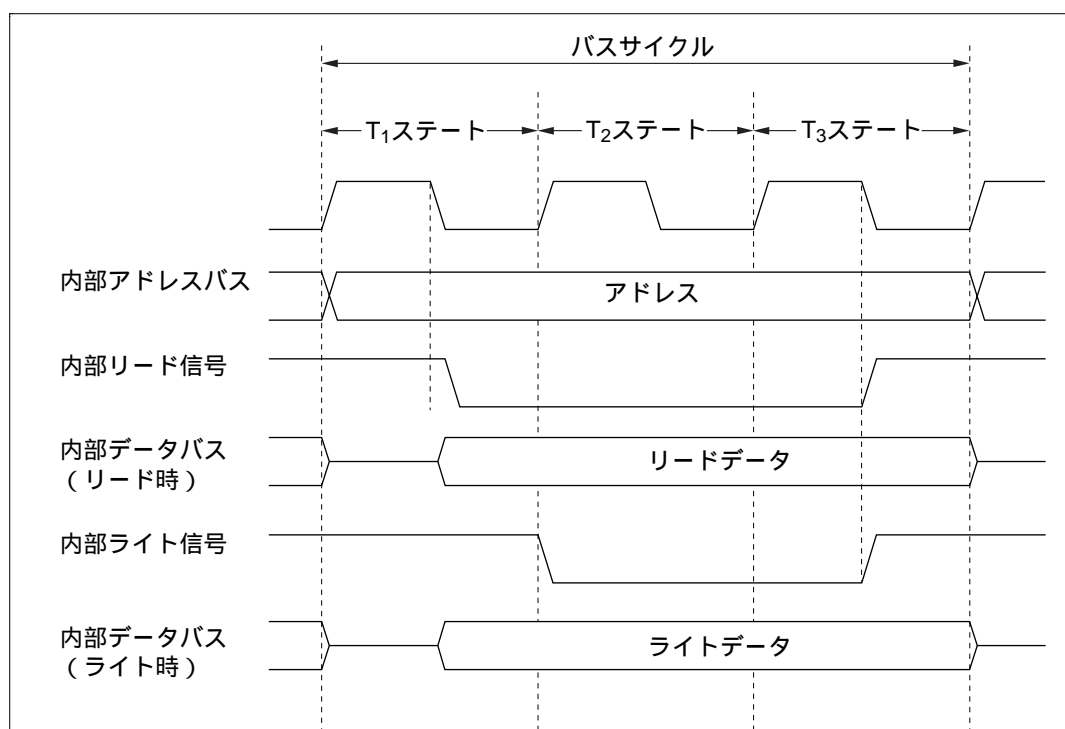 バスサイクル
T₁ステート T₂ステート T₃ステート
内部アドレスバス
アドレス
内部リード信号
内部データバス
（リード時）
リードデータ
内部ライト信号
内部データバス
（ライト時）
ライトデータ